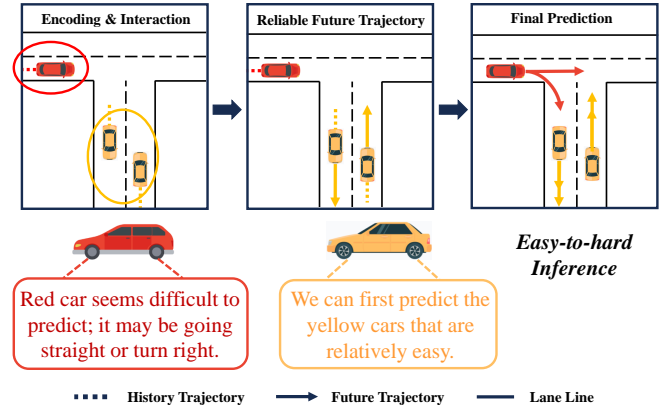 Encoding & Interaction
Reliable Future Trajectory
Final Prediction
Easy-to-hard
Inference
Red car seems difficult to
predict; it may be going
straight or turn right.
We can first predict the
yellow cars that are
relatively easy.
History Trajectory
Future Trajectory
Lane Line